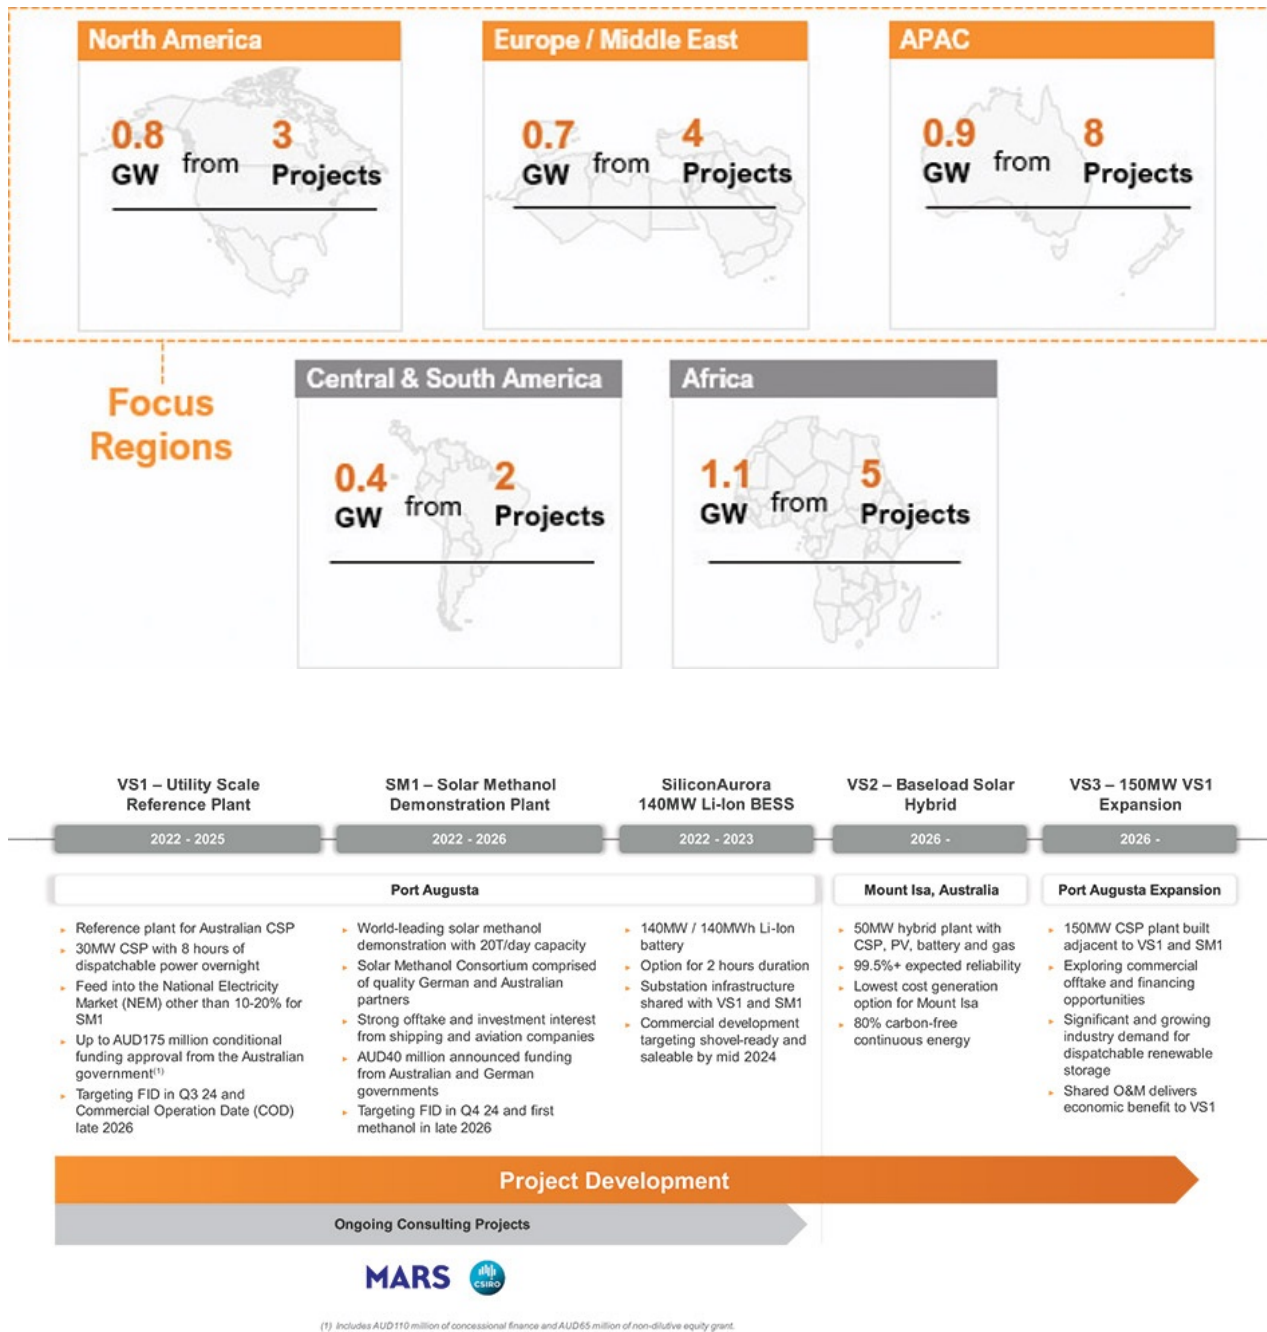 North America
0.8 GW from 3 Projects
Europe / Middle East
0.7 GW from 4 Projects
APAC
0.9 GW from 8 Projects
Focus
Regions
Central & South America
0.4 GW from 2 Projects
Africa
1.1 GW from 5 Projects
VS1 – Utility Scale
Reference Plant
2022 - 2025
SM1 – Solar Methanol
Demonstration Plant
2022 - 2026
SiliconAurora
140MW Li-Ion BESS
2022 - 2023
VS2 – Baseload Solar
Hybrid
2026 -
VS3 – 150MW VS1
Expansion
2026 -
Port Augusta
Mount Isa, Australia
Port Augusta Expansion
Reference plant for Australian CSP
30MW CSP with 8 hours of
dispatchable power overnight
Feed into the National Electricity
Market (NEM) other than 10-20% for
SM1
Up to AUD175 million conditional
funding approval from the Australian
government(1)
Targeting FID in Q3 24 and
Commercial Operation Date (COD)
late 2026
World-leading solar methanol
demonstration with 20T/day capacity
Solar Methanol Consortium comprised
of quality German and Australian
partners
Strong offtake and investment interest
from shipping and aviation companies
AUD40 million announced funding
from Australian and German
governments
Targeting FID in Q4 24 and first
methanol in late 2026
140MW / 140MWh Li-Ion
battery
Option for 2 hours duration
Substation infrastructure
shared with VS1 and SM1
Commercial development
targeting shovel-ready and
saleable by mid 2024
50MW hybrid plant with
CSP, PV, battery and gas
99.5%+ expected reliability
Lowest cost generation
option for Mount Isa
80% carbon-free
continuous energy
150MW CSP plant built
adjacent to VS1 and SM1
Exploring commercial
offtake and financing
opportunities
Significant and growing
industry demand for
dispatchable renewable
storage
Shared O&M delivers
economic benefit to VS1
Project Development
Ongoing Consulting Projects
MARS
CSIRO
(1) Includes AUD110 million of concessional finance and AUD65 million of non-dilutive equity grant.